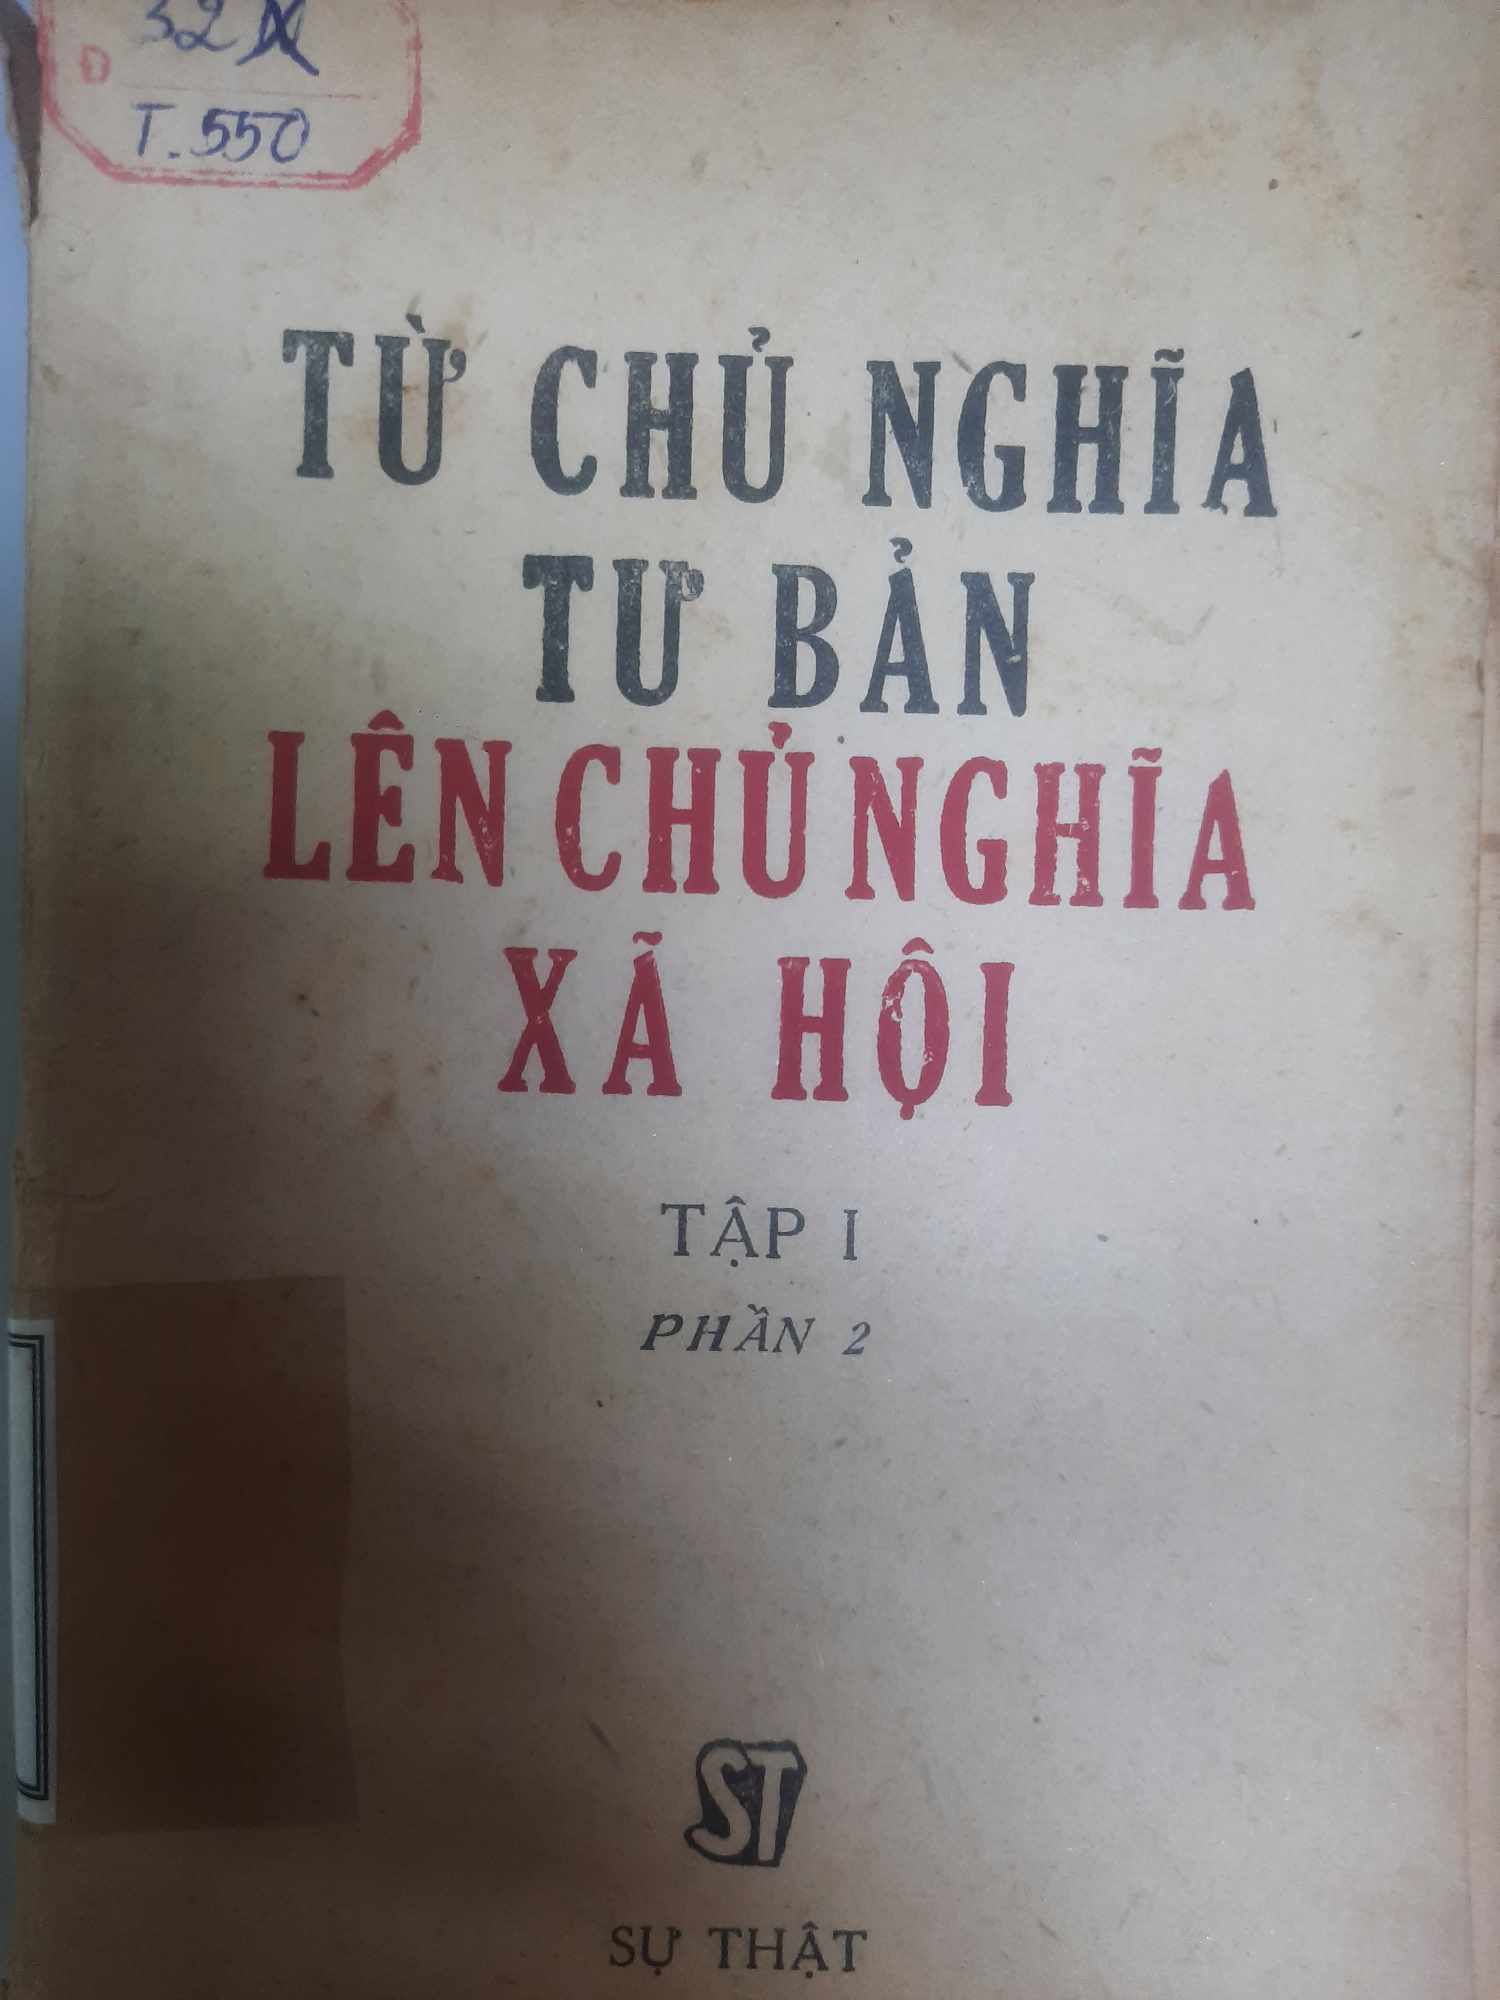 32
Đ
T.550
TỪ CHỦ NGHĨA
TƯ BẢN
LÊN CHỦ NGHĨA
XÃ HỘI
TẬP I
PHẦN 2
ST
SỰ THẬT